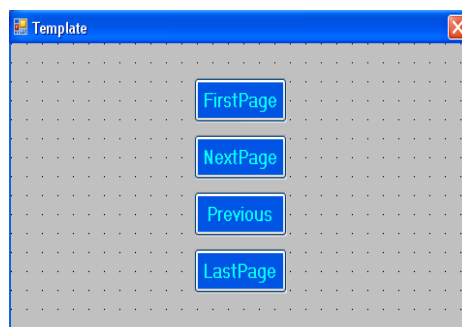 Template
FirstPage
NextPage
Previous
LastPage